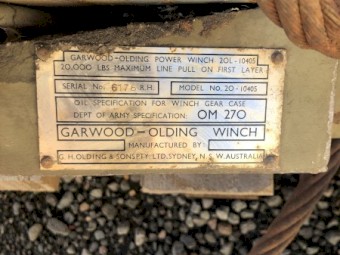 GARWOOD-OLDING POWER WINCH 20L-1040S
20,000 LBS MAXIMUM LINE PULL ON FIRST LAYER
SERIAL No. 6176 R.H. MODEL NO. 20-1040S
OIL SPECIFICATION FOR WINCH GEAR CASE
DEPT OF ARMY SPECIFICATION: OM 270
GARWOOD-OLDING WINCH
MANUFACTURED BY
G.H.OLDING & SONS PTY. LTD. SYDNEY, N.S.W. AUSTRALIA